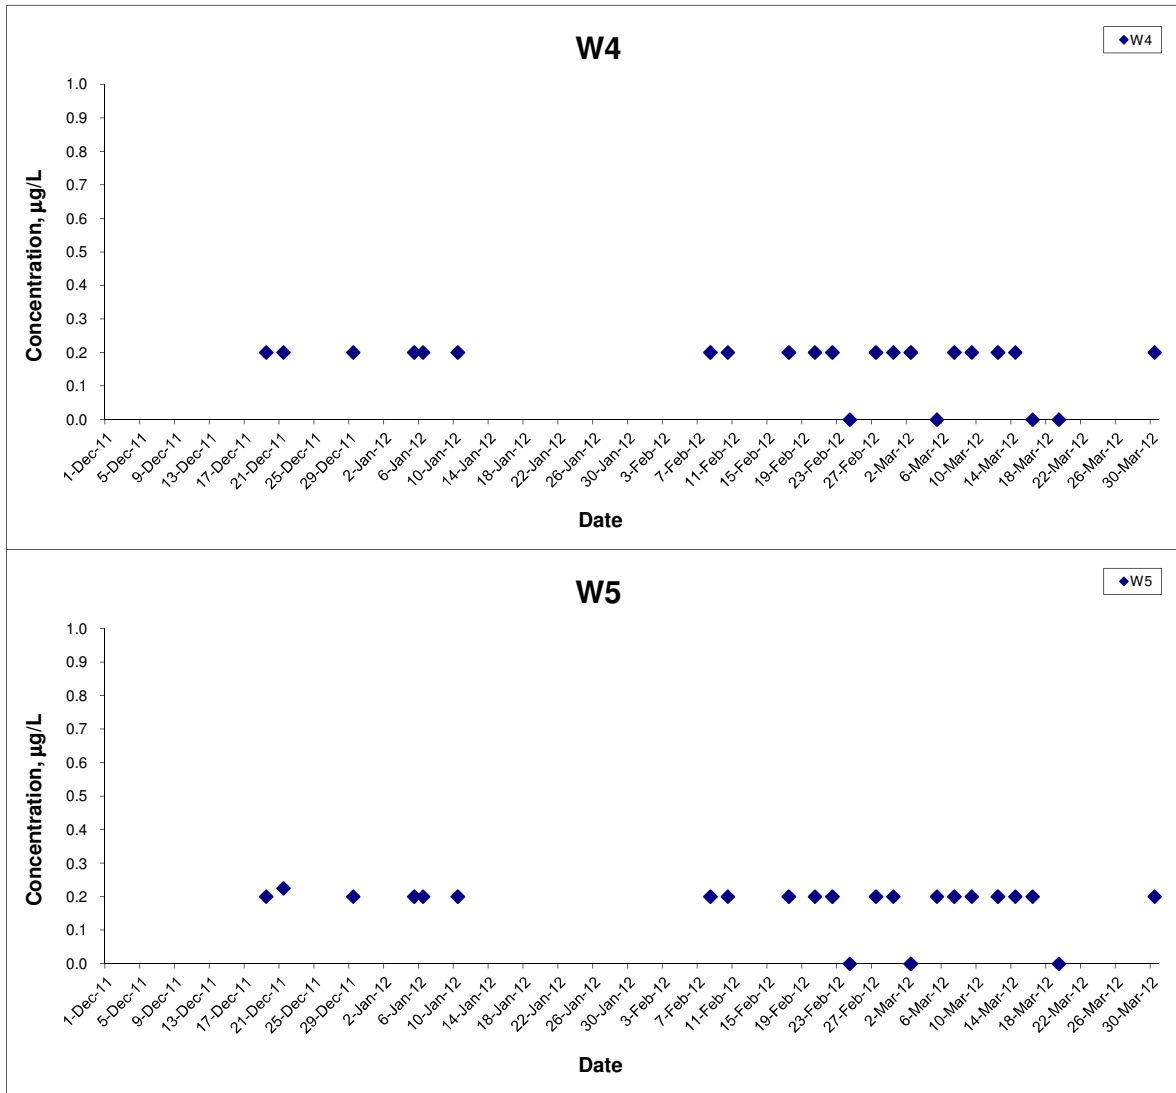 W4
W4
1.0
0.9
0.8
0.7
0.6
0.5
0.4
0.3
0.2
0.1
0.0
Concentration, µg/L
1-Dec-11
5-Dec-11
9-Dec-11
13-Dec-11
17-Dec-11
21-Dec-11
25-Dec-11
29-Dec-11
2-Jan-12
6-Jan-12
10-Jan-12
14-Jan-12
18-Jan-12
22-Jan-12
26-Jan-12
30-Jan-12
3-Feb-12
7-Feb-12
11-Feb-12
15-Feb-12
19-Feb-12
23-Feb-12
27-Feb-12
2-Mar-12
6-Mar-12
10-Mar-12
14-Mar-12
18-Mar-12
22-Mar-12
26-Mar-12
30-Mar-12
Date
W5
W5
1.0
0.9
0.8
0.7
0.6
0.5
0.4
0.3
0.2
0.1
0.0
Concentration, µg/L
1-Dec-11
5-Dec-11
9-Dec-11
13-Dec-11
17-Dec-11
21-Dec-11
25-Dec-11
29-Dec-11
2-Jan-12
6-Jan-12
10-Jan-12
14-Jan-12
18-Jan-12
22-Jan-12
26-Jan-12
30-Jan-12
3-Feb-12
7-Feb-12
11-Feb-12
15-Feb-12
19-Feb-12
23-Feb-12
27-Feb-12
2-Mar-12
6-Mar-12
10-Mar-12
14-Mar-12
18-Mar-12
22-Mar-12
26-Mar-12
30-Mar-12
Date